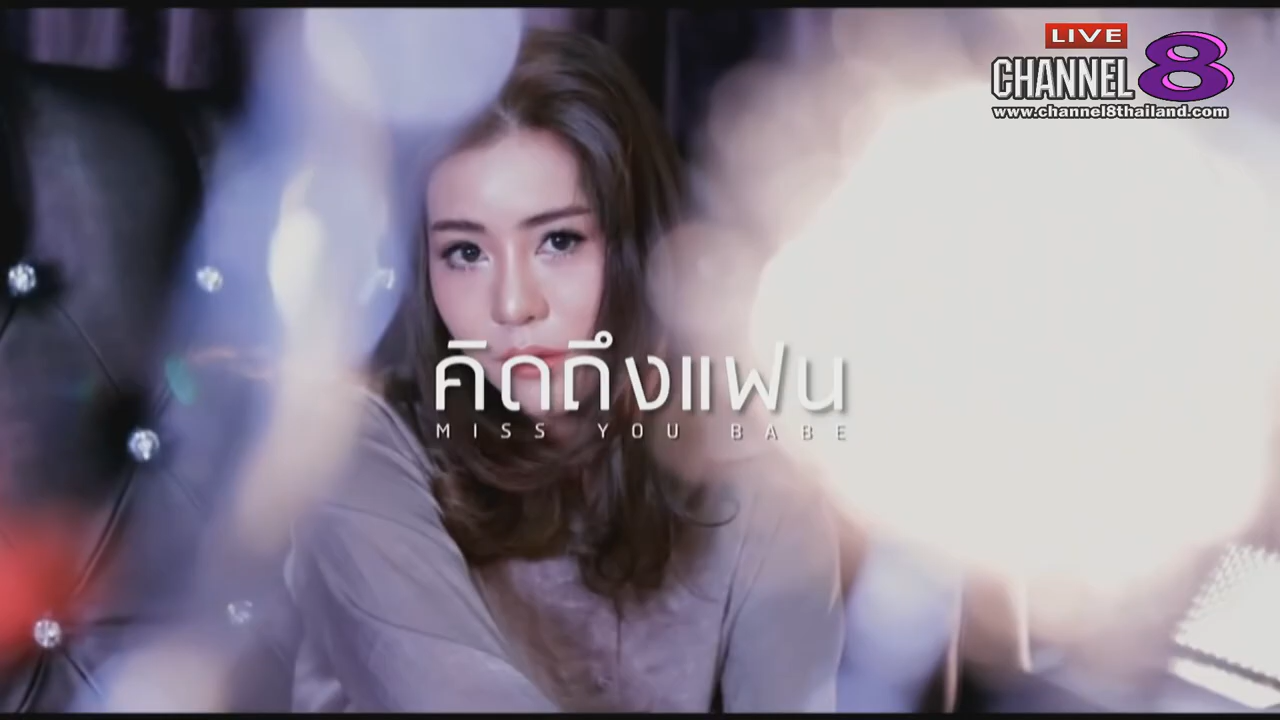 LIVE
CHANNEL 8
www.channel8thailand.com
คิดถึงแฟน
MISS YOU BABE